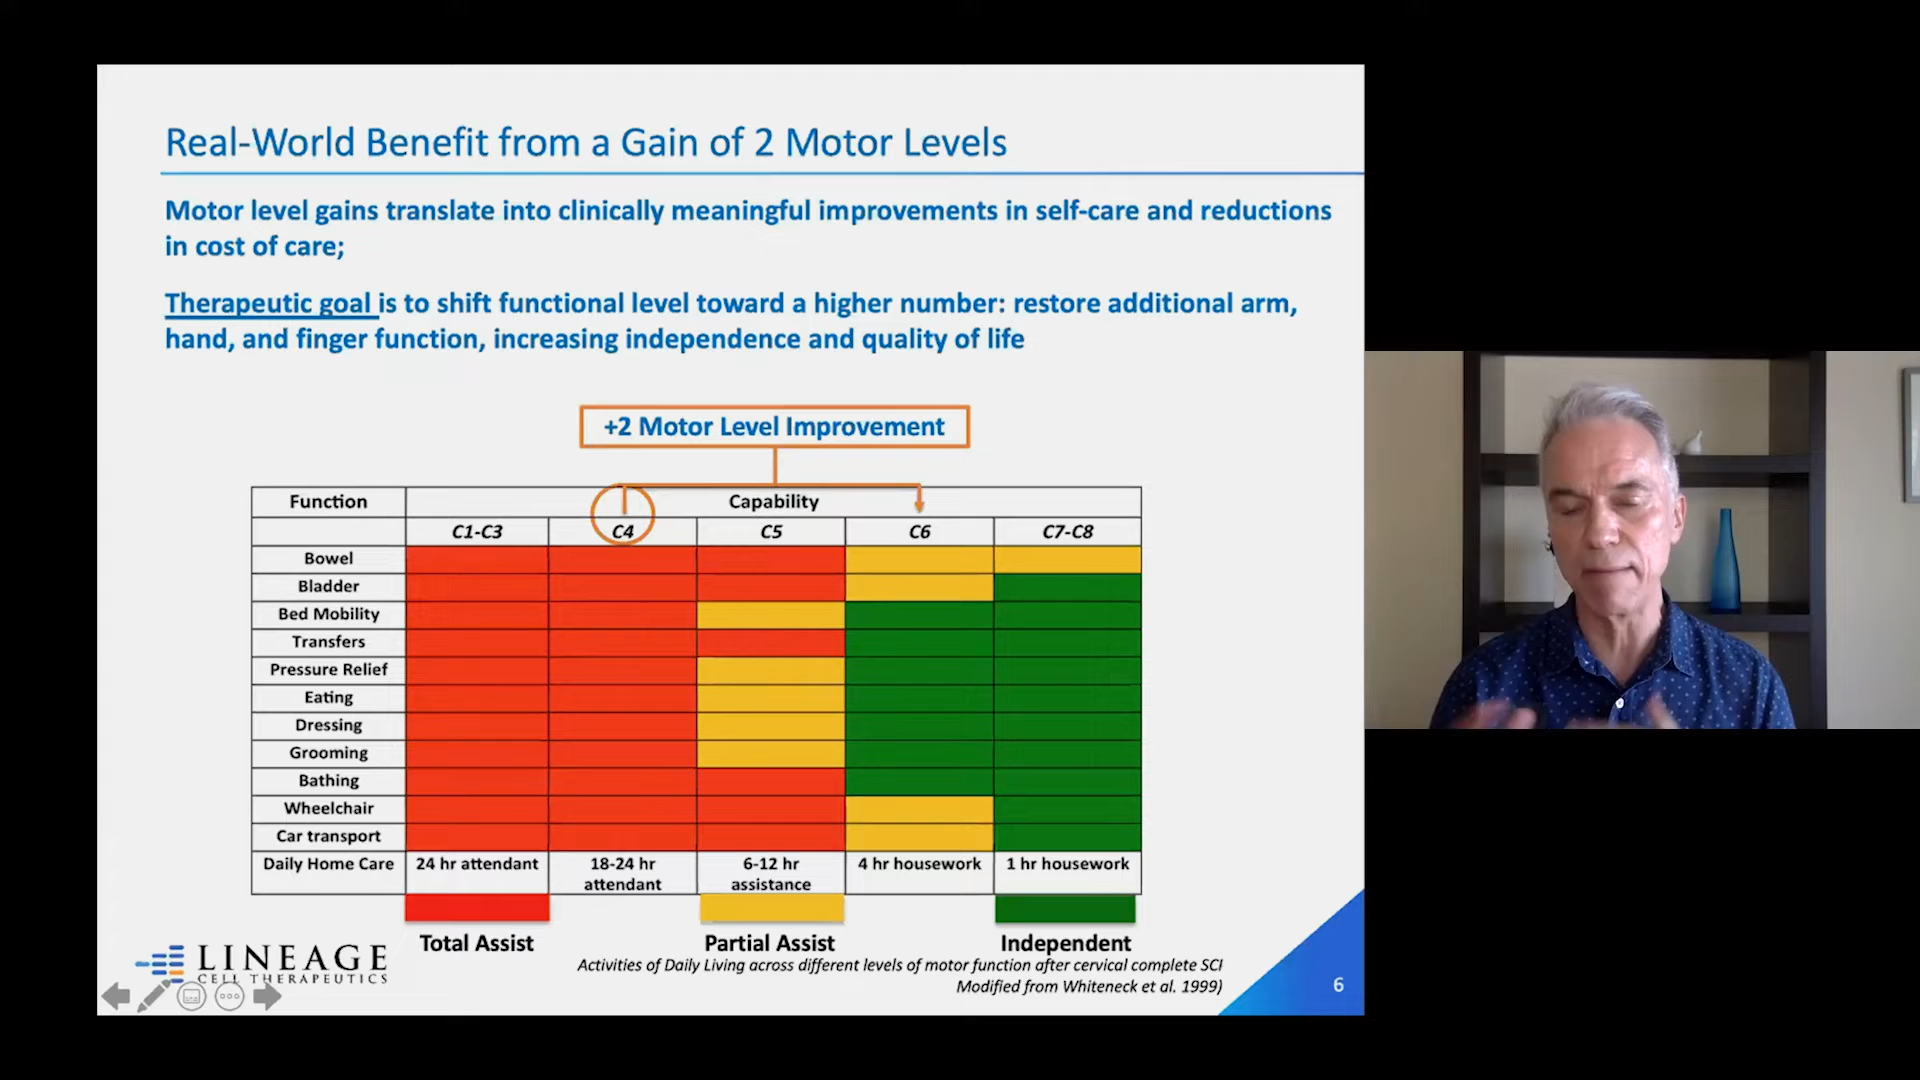 Real-World Benefit from a Gain of 2 Motor Levels
Motor level gains translate into clinically meaningful improvements in self-care and reductions
in cost of care;
Therapeutic goal is to shift functional level toward a higher number: restore additional arm,
hand, and finger function, increasing independence and quality of life
+2 Motor Level Improvement
Function Capability
C1-C3 C4 C5 C6 C7-C8
Bowel
Bladder
Bed Mobility
Transfers
Pressure Relief
Eating
Dressing
Grooming
Bathing
Wheelchair
Car transport
Daily Home Care 24 hr attendant 18-24 hr 6-12 hr 4 hr housework 1 hr housework
attendant assistance
Total Assist Partial Assist Independent
LINEAGE
CELL THERAPEUTICS
Activities of Daily Living across different levels of motor function after cervical complete SCI
Modified from Whiteneck et al. 1999)
6